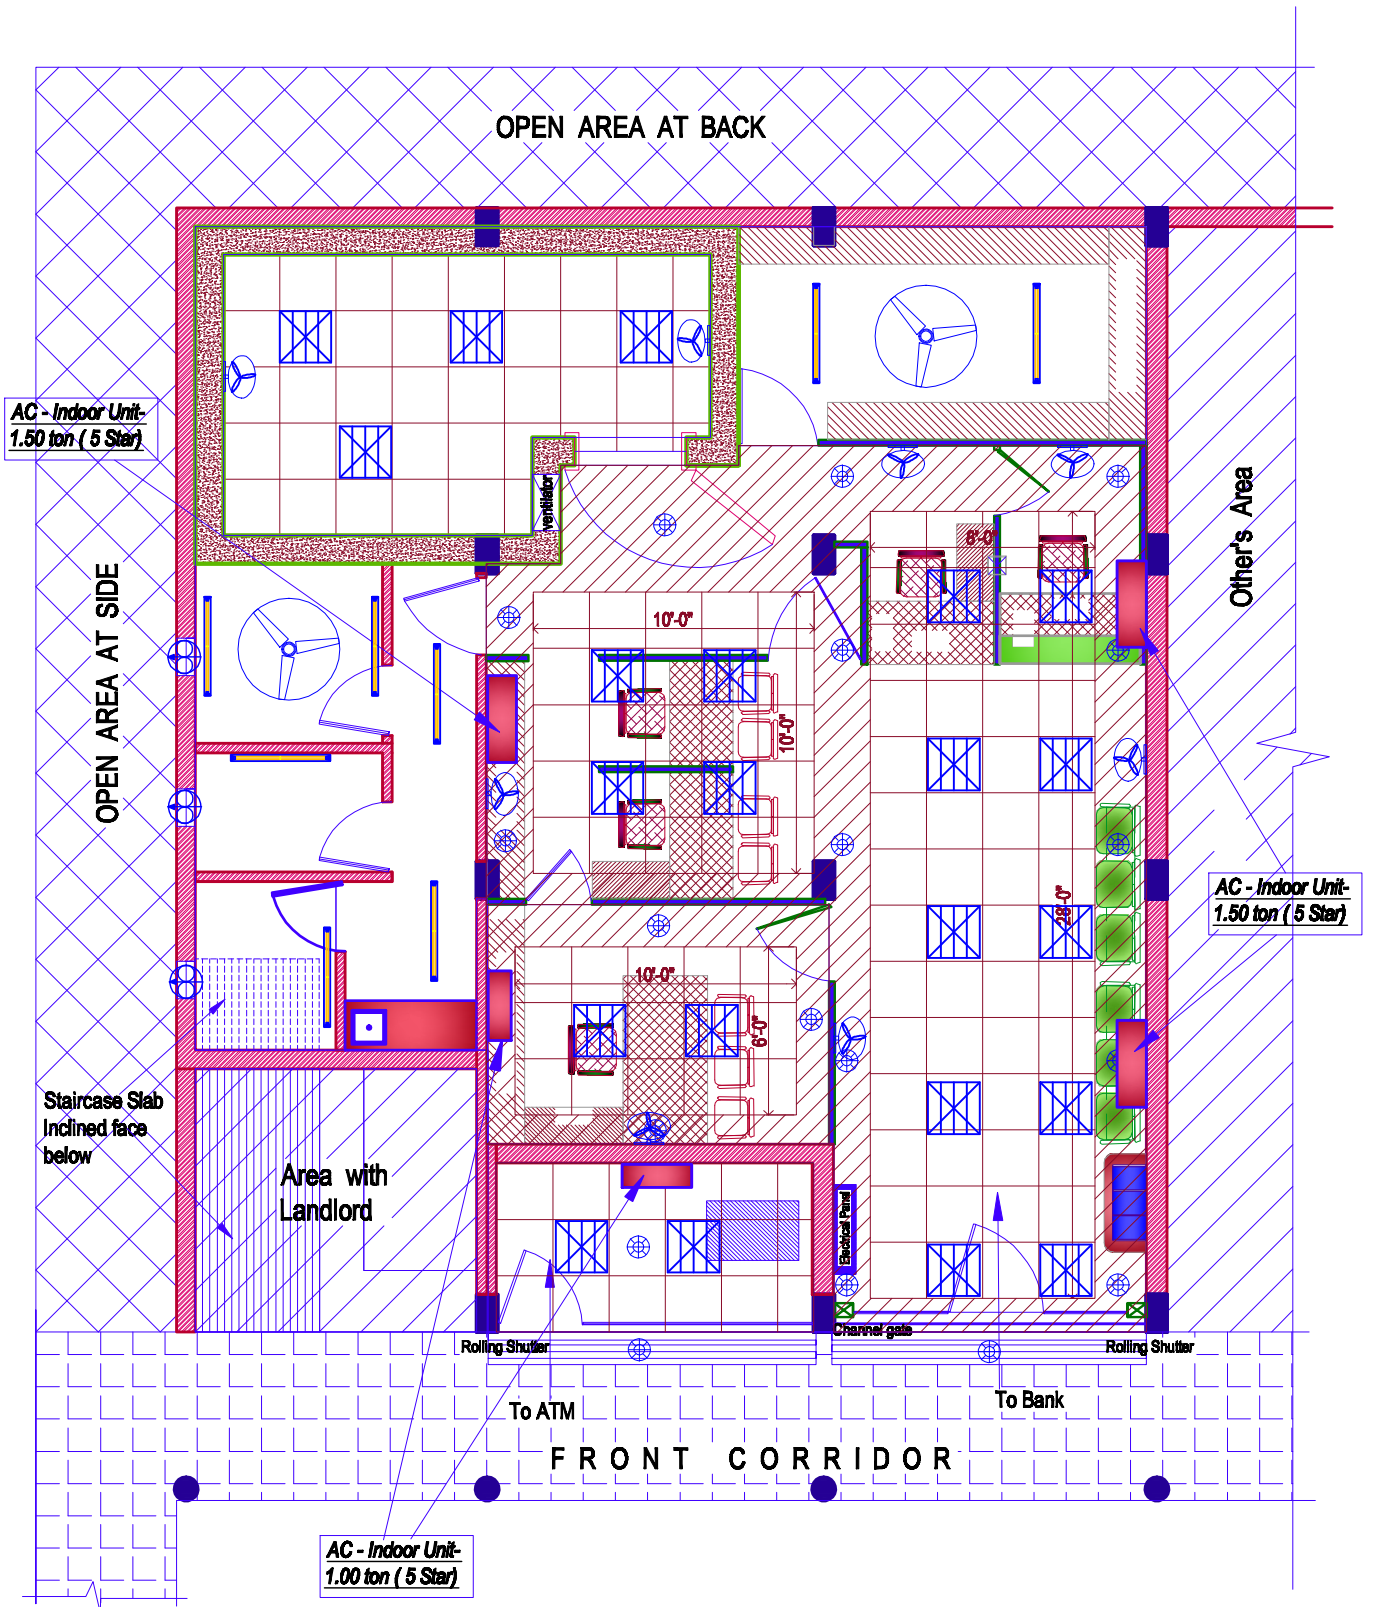 OPEN AREA AT BACK
AC - Indoor Unit-
1.50 ton ( 5 Star)
ventilator
Other's Area
8'-0"
OPEN AREA AT SIDE
10'-0"
10'-0"
AC - Indoor Unit-
1.50 ton ( 5 Star)
28'-0"
10'-0"
6'-0"
Staircase Slab
Inclined face
below
Area with
Landlord
Electrical Panel
Channel gate
Rolling Shutter
Rolling Shutter
To ATM
To Bank
FRONT CORRIDOR
AC - Indoor Unit-
1.00 ton ( 5 Star)